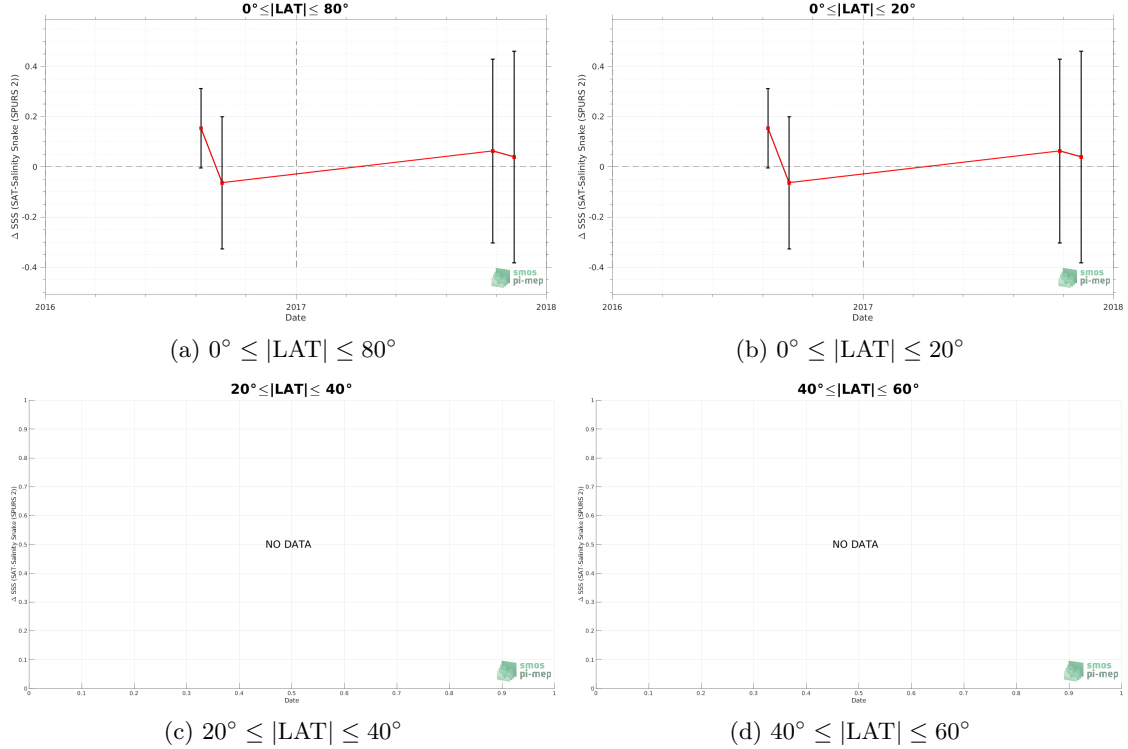 0°≤|LAT|≤ 80°
Δ SSS (SAT-Salinity Snake (SPURS 2))
0.4
0.2
0
-0.2
-0.4
2016
2017
2018
Date
smos
pi-mep
(a) 0° ≤ |LAT| ≤ 80°
0°≤|LAT|≤ 20°
Δ SSS (SAT-Salinity Snake (SPURS 2))
0.4
0.2
0
-0.2
-0.4
2016
2017
2018
Date
smos
pi-mep
(b) 0° ≤ |LAT| ≤ 20°
20°≤|LAT|≤ 40°
Δ SSS (SAT-Salinity Snake (SPURS 2))
1
0.9
0.8
0.7
0.6
0.5
0.4
0.3
0.2
0.1
0
NO DATA
0 0.1 0.2 0.3 0.4 0.5 0.6 0.7 0.8 0.9 1
Date
smos
pi-mep
(c) 20° ≤ |LAT| ≤ 40°
40°≤|LAT|≤ 60°
Δ SSS (SAT-Salinity Snake (SPURS 2))
1
0.9
0.8
0.7
0.6
0.5
0.4
0.3
0.2
0.1
0
NO DATA
0 0.1 0.2 0.3 0.4 0.5 0.6 0.7 0.8 0.9 1
Date
smos
pi-mep
(d) 40° ≤ |LAT| ≤ 60°